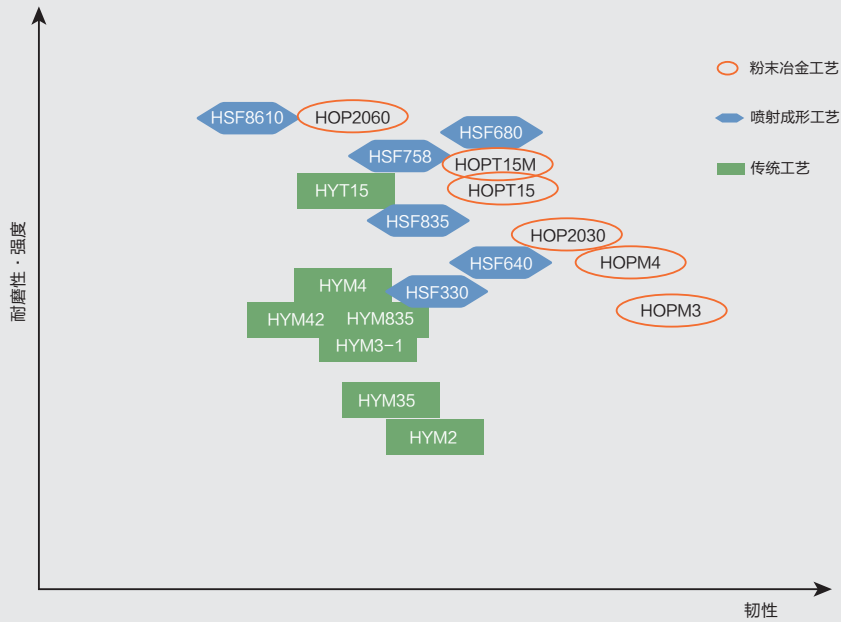 粉末冶金工艺
喷射成形工艺
传统工艺
HSF8610
HOP2060
HSF680
HSF758
HOPT15M
HYT15
HOPT15
HSF835
HOP2030
HSF640
HOPM4
HYM4
HSF330
HOPM3
HYM42
HYM835
HYM3-1
HYM35
HYM2
耐磨性·强度
韧性